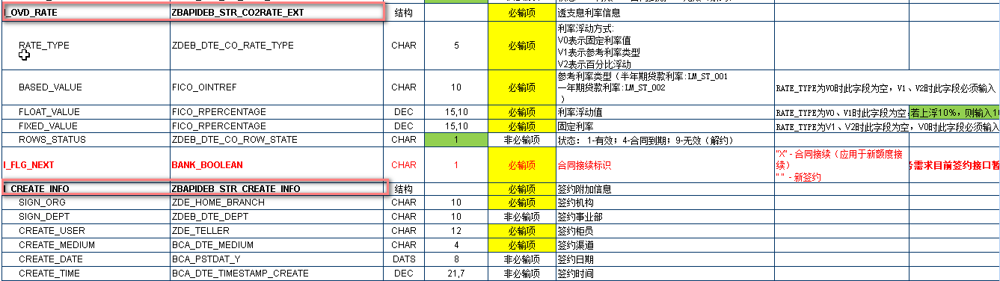 I_OVD_RATE ZBAPIDEB_STR_CO2RATE_EXT 结构 必输项 透支息利率信息
RATE_TYPE ZDEB_DTE_CO_RATE_TYPE CHAR 5 必输项 利率浮动方式:
V0表示固定利率值
V1表示参考利率类型
V2表示百分比浮动
BASED_VALUE FICO_OINTREF CHAR 10 必输项 参考利率类型（半年期贷款利率:LM_ST_001
一年期贷款利率:LM_ST_002
） RATE_TYPE为V0时此字段为空，V1、V2时此字段必须输入
FLOAT_VALUE FICO_RPERCENTAGE DEC 15,10 必输项 利率浮动值 RATE_TYPE为V0、V1时此字段为空， 若上浮10%，则输入10
FIXED_VALUE FICO_RPERCENTAGE DEC 15,10 必输项 固定利率 RATE_TYPE为V1、V2时此字段为空，V0时此字段必须输入
ROWS_STATUS ZDEB_DTE_CO_ROW_STATE CHAR 1 非必输项 状态：1-有效；4-合同到期；9-无效（解约）
I_FLG_NEXT BANK_BOOLEAN CHAR 1 必输项 合同接续标识 "X" - 合同接续（应用于新额度接
续）
" " - 新签约 需求目前签约接口暂
I_CREATE_INFO ZBAPIDEB_STR_CREATE_INFO 结构 必输项 签约附加信息
SIGN_ORG ZDE_HOME_BRANCH CHAR 10 必输项 签约机构
SIGN_DEPT ZDEB_DTE_DEPT CHAR 10 非必输项 签约事业部
CREATE_USER ZDE_TELLER CHAR 12 必输项 签约柜员
CREATE_MEDIUM BCA_DTE_MEDIUM CHAR 4 必输项 签约渠道
CREATE_DATE BCA_PSTDAT_Y DATS 8 非必输项 签约日期
CREATE_TIME BCA_DTE_TIMESTAMP_CREATE DEC 21,7 非必输项 签约时间